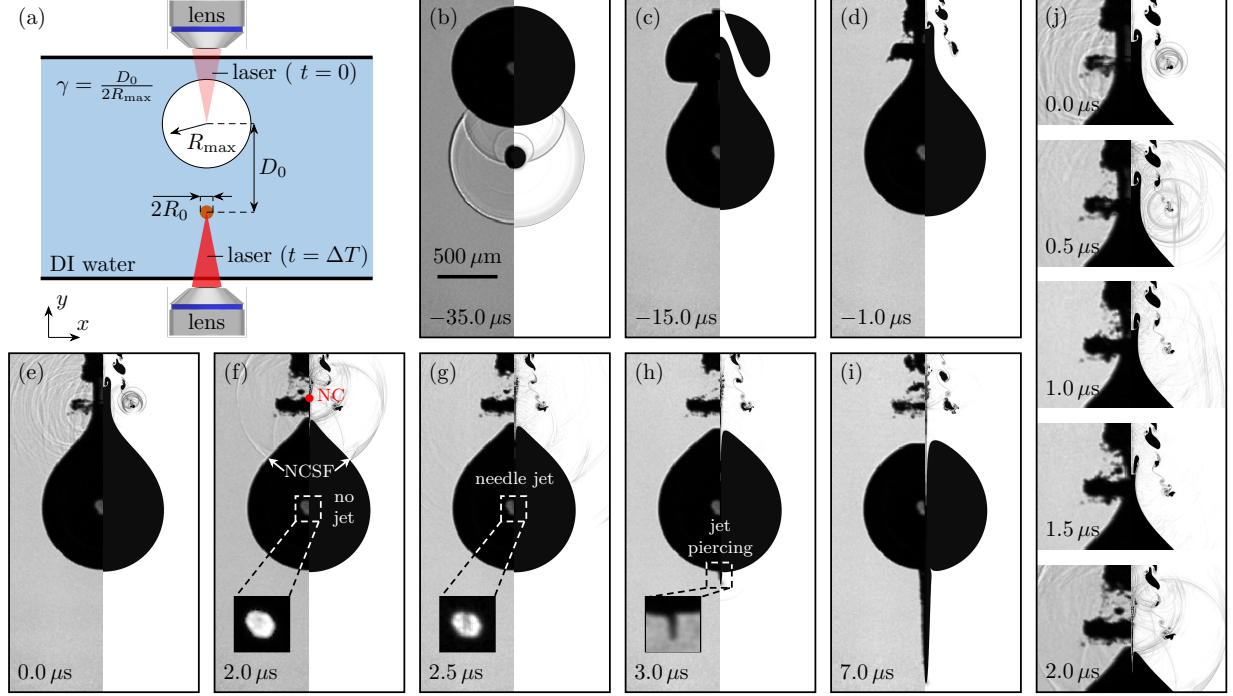 (a)
lens
laser ( t=0)
γ = D₀/2Rmax
Rmax
D₀
2R₀
laser (t = ΔT)
DI water
y
x
lens
(b)
500 μm
−35.0 μs
(c)
−15.0 μs
(d)
−1.0 μs
(e)
0.0 μs
(f)
NC
NCSF
no
jet
2.0 μs
(g)
needle jet
2.5 μs
(h)
jet
piercing
3.0 μs
(i)
7.0 μs
(j)
0.0 μs
0.5 μs
1.0 μs
1.5 μs
2.0 μs